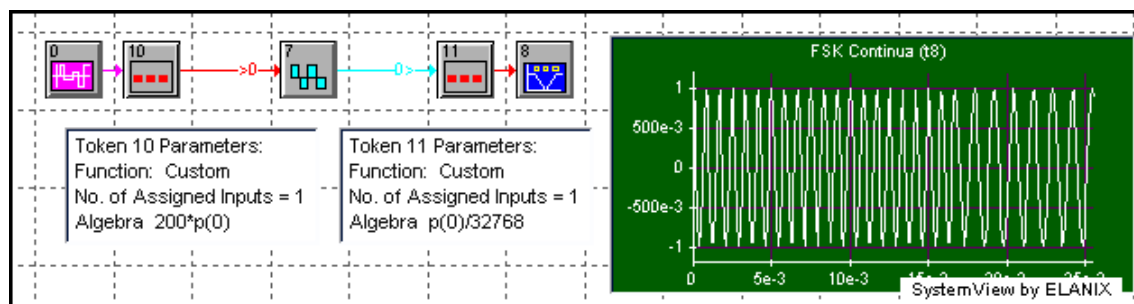 0
10
>0
7
0>
11
8
Token 10 Parameters:
Function: Custom
No. of Assigned Inputs = 1
Algebra 200*p(0)
Token 11 Parameters:
Function: Custom
No. of Assigned Inputs = 1
Algebra p(0)/32768
FSK Continua (t8)
1
500e-3
0
-500e-3
-1
0 5e-3 10e-3 15e-3
SystemView by ELANIX